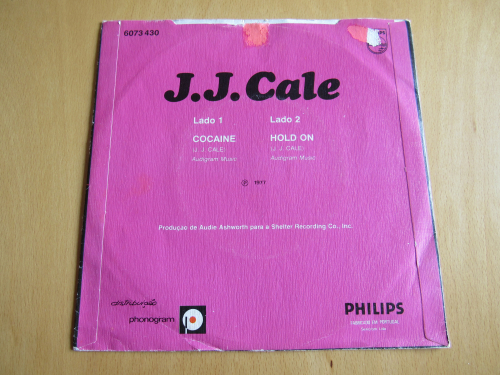 6073 430
J.J. Cale
Lado 1 Lado 2
COCAINE HOLD ON
(J. J. CALE) (J. J. CALE)
Audigram Music Audigram Music
℗ 1977
Produção de Audie Ashworth para a Shelter Recording Co., Inc.
phonogram
PHILIPS
FABRICADO EM PORTUGAL